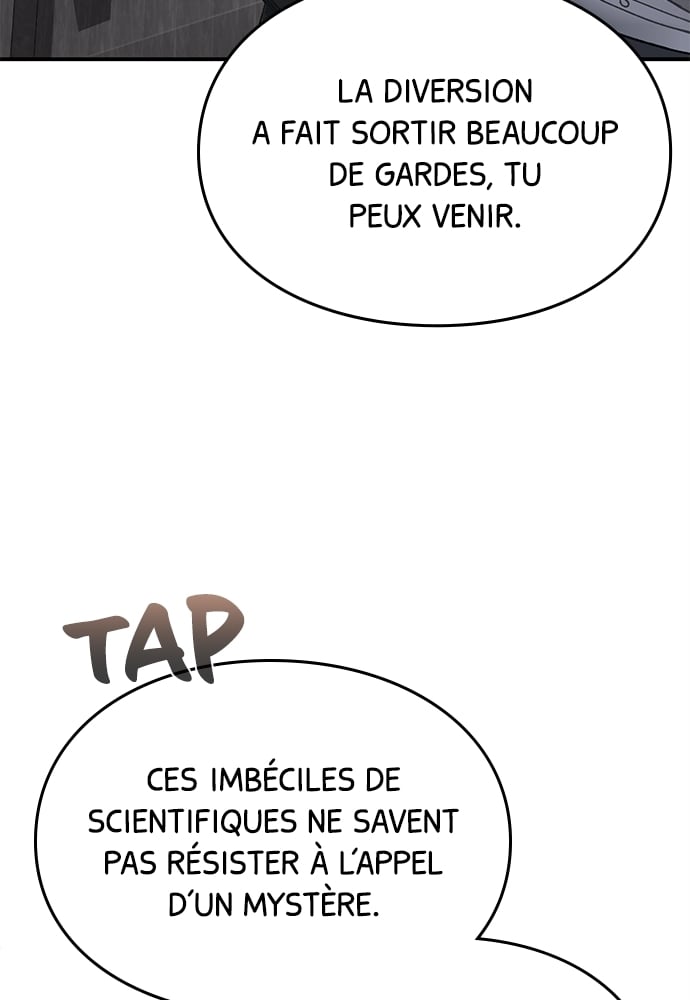 LA DIVERSION
A FAIT SORTIR BEAUCOUP
DE GARDES, TU
PEUX VENIR.
TAP
CES IMBÉCILES DE
SCIENTIFIQUES NE SAVENT
PAS RÉSISTER À L'APPEL
D'UN MYSTÈRE.